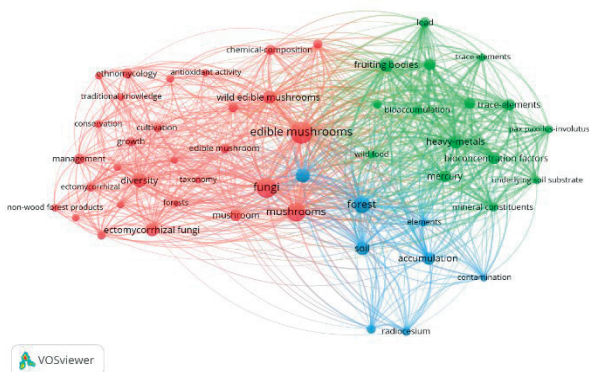 lead
chemical-composition
trace elements
fruiting bodies
ethnomycology
antioxidant activity
traditional knowledge
wild edible mushrooms
bioaccumulation
trace-elements
conservation
cultivation
edible mushrooms
pax paxillus-involutus
growth
heavy-metals
edible mushroom
wild food
management
bioconcentration factors
diversity
taxonomy
mercury
underlying soil substrate
ectomycorrhizal
fungi
non-wood forest products
forests
forest
mineral constituents
mushroom
mushrooms
elements
ectomycorrhizal fungi
soil
accumulation
contamination
radiocesium
VOSviewer